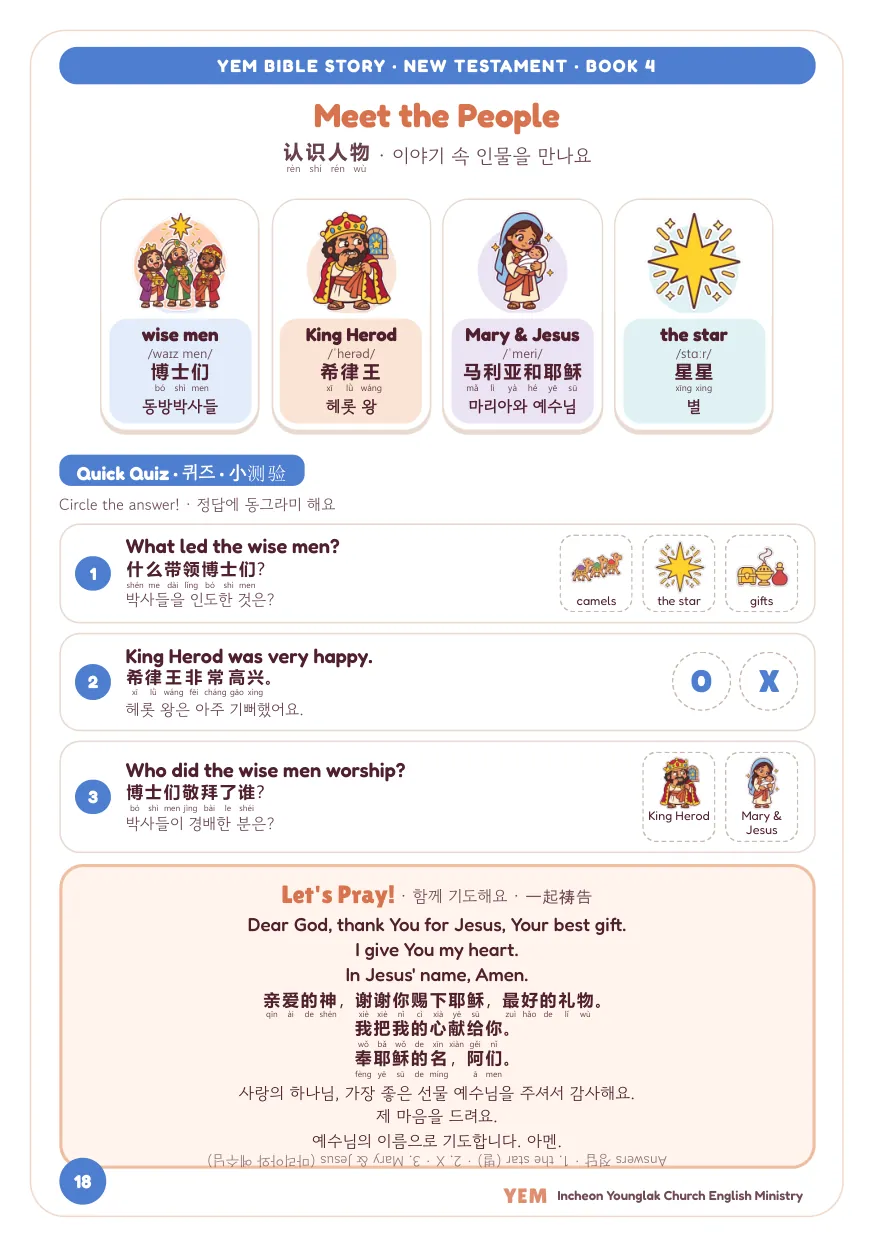 YEM BIBLE STORY · NEW TESTAMENT · BOOK 4
Meet the People
认识人物 · 이야기 속 인물을 만나요
rèn shí rén wù
wise men
/waɪz men/
博士们
bó shì men
동방박사들
King Herod
/ˈherəd/
希律王
xī lǜ wáng
헤롯 왕
Mary & Jesus
/ˈmeri/
马利亚和耶稣
mǎ lì yà hé yē sū
마리아와 예수님
the star
/stɑːr/
星星
xīng xing
별
Quick Quiz · 퀴즈 · 小测验
Circle the answer! · 정답에 동그라미 해요
1
What led the wise men?
什么带领博士们?
shén me dài lǐng bó shì men
박사들을 인도한 것은?
camels
the star
gifts
2
King Herod was very happy.
希律王非常高兴。
xī lǜ wáng fēi cháng gāo xìng
헤롯 왕은 아주 기뻐했어요.
O
X
3
Who did the wise men worship?
博士们敬拜了谁?
bó shì men jìng bài le shéi
박사들이 경배한 분은?
King Herod
Mary &
Jesus
Let's Pray! · 함께 기도해요 · 一起祷告
Dear God, thank You for Jesus, Your best gift.
I give You my heart.
In Jesus' name, Amen.
亲爱的神，谢谢你赐下耶稣，最好的礼物。
qīn ài de shén xiè xiè nǐ cì xià yē sū zuì hǎo de lǐ wù
我把我的心献给你。
wǒ bǎ wǒ de xīn xiàn gěi nǐ
奉耶稣的名，阿们。
fèng yē sū de míng ā men
사랑의 하나님, 가장 좋은 선물 예수님을 주셔서 감사해요.
제 마음을 드려요.
예수님의 이름으로 기도합니다. 아멘.
Answers 정답 · 1. the star (별) · 2. X · 3. Mary & Jesus (마리아와 예수님)
18
YEM Incheon Younglak Church English Ministry